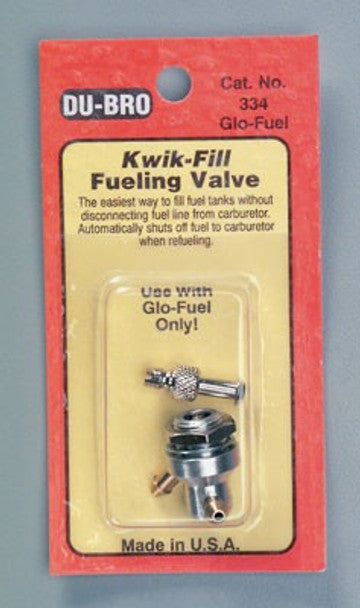 DU-BRO
Cat. No.
334
Glo-Fuel
Kwik-Fill
Fueling Valve
The easiest way to fill fuel tanks without
disconnecting fuel line from carburetor.
Automatically shuts off fuel to carburetor
when refueling.
Use With
Glo-Fuel
Only!
Made in U.S.A.